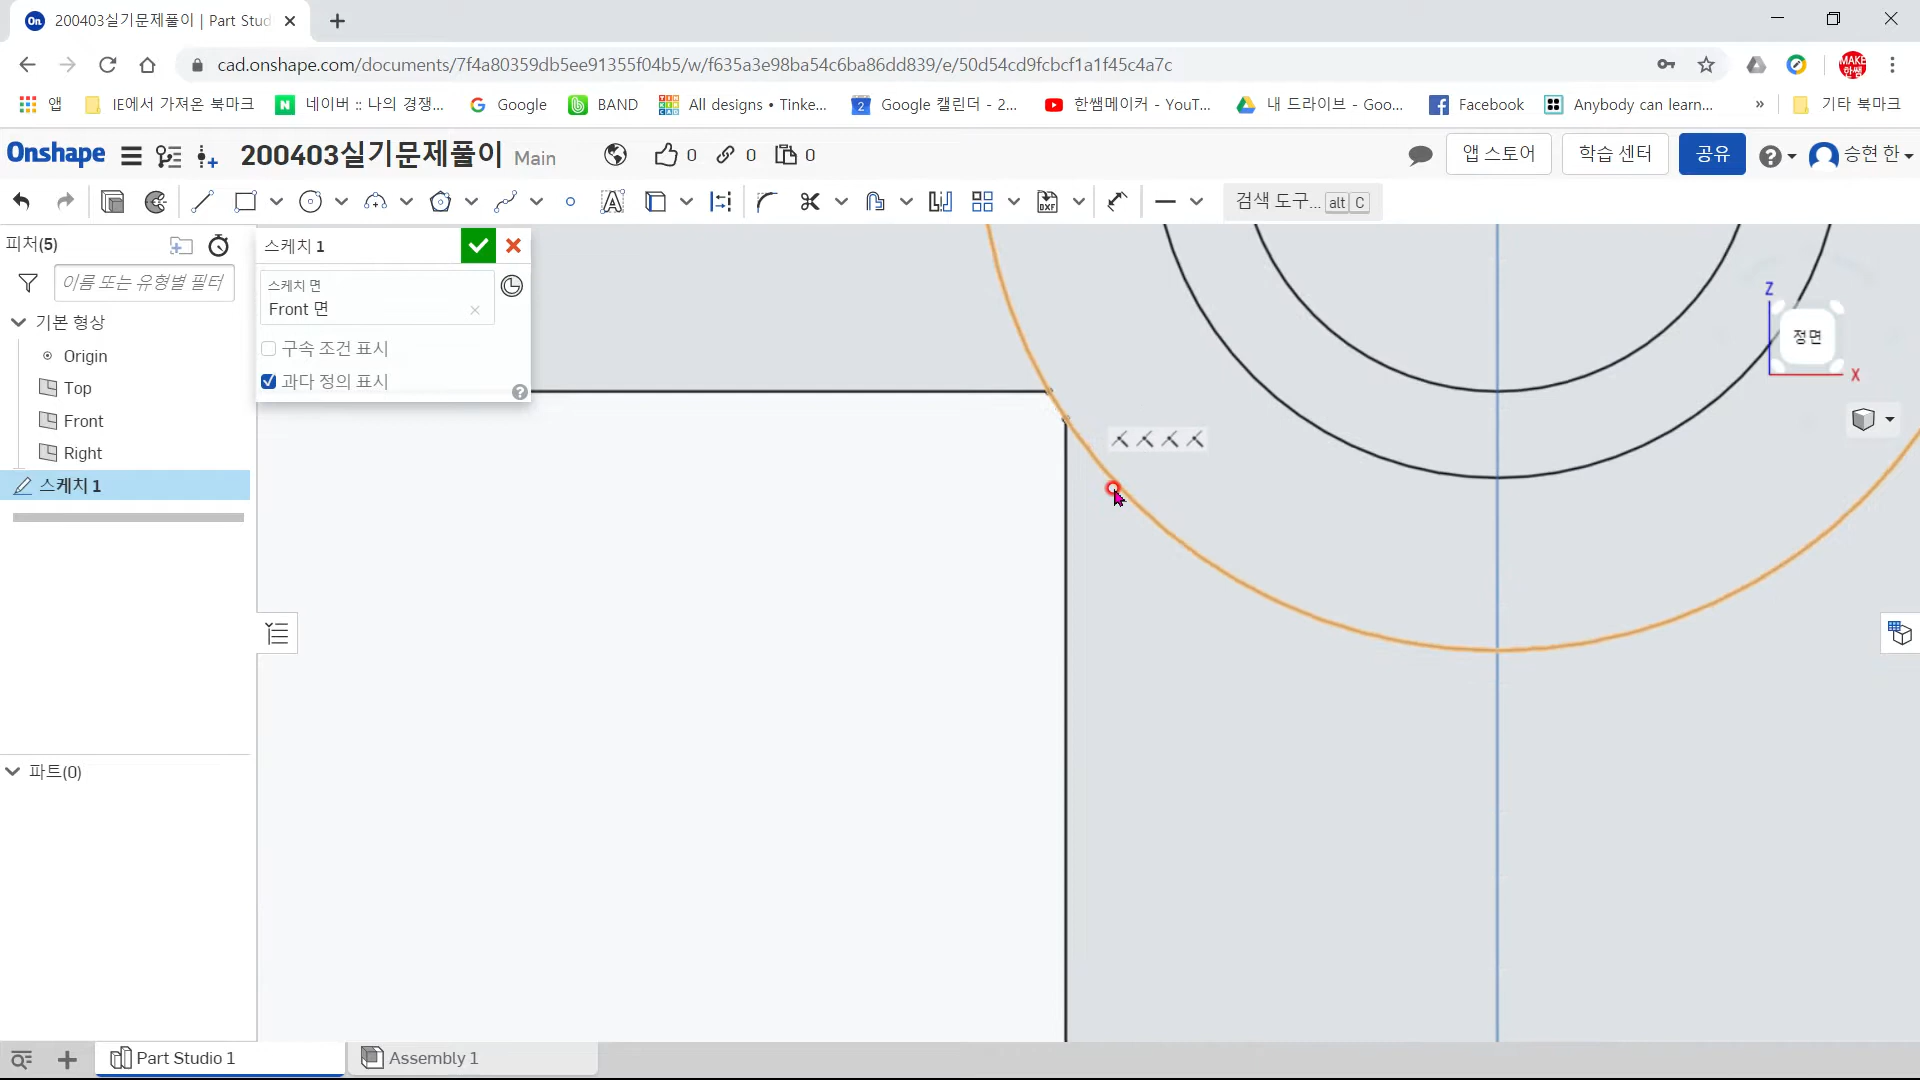 On 200403실기문제풀이 | Part Stud
cad.onshape.com/documents/7f4a80359db5ee91355f04b5/w/f635a3e98ba54c6ba86dd839/e/50d54cd9fcbcf1a1f45c4a7c
MAKE 한쌤
앱 IE에서 가져온 북마크 네이버 :: 나의 경쟁... Google BAND All designs • Tinke... Google 캘린더 - 2... 한쌤메이커 - YouT... 내 드라이브 - Goo... Facebook Anybody can learn... » 기타 북마크
Onshape 200403실기문제풀이 Main 0 0 0 앱 스토어 학습 센터 공유 승현 한
DXF 검색 도구... alt C
피처(5)
이름 또는 유형별 필터
기본 형상
Origin
Top
Front
Right
스케치 1
파트(0)
스케치 1
스케치 면
Front 면
구속 조건 표시
과다 정의 표시
Z
정면
X
Part Studio 1 Assembly 1